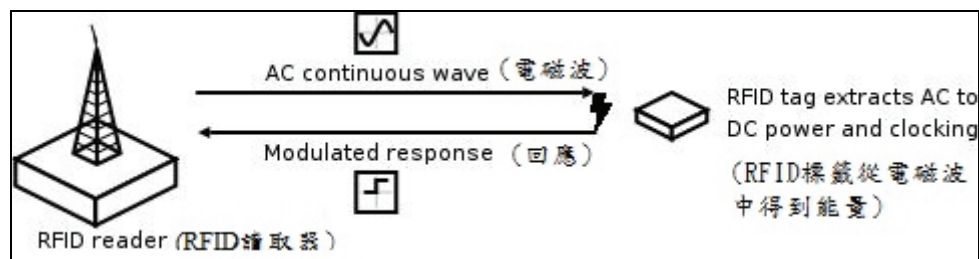 AC continuous wave (電磁波)
Modulated response (回應)
RFID reader (RFID讀取器)
RFID tag extracts AC to
DC power and clocking
(RFID標籤從電磁波
中得到能量)